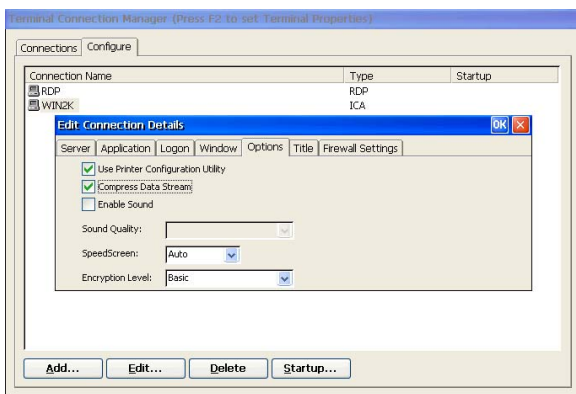 Terminal Connection Manager (Press F2 to set Terminal Properties)
Connections Configure
Connection Name Type Startup
RDP RDP
WIN2K ICA
Edit Connection Details OK
Server Application Logon Window Options Title Firewall Settings
Use Printer Configuration Utility
Compress Data Stream
Enable Sound
Sound Quality:
SpeedScreen: Auto
Encryption Level: Basic
Add... Edit... Delete Startup...